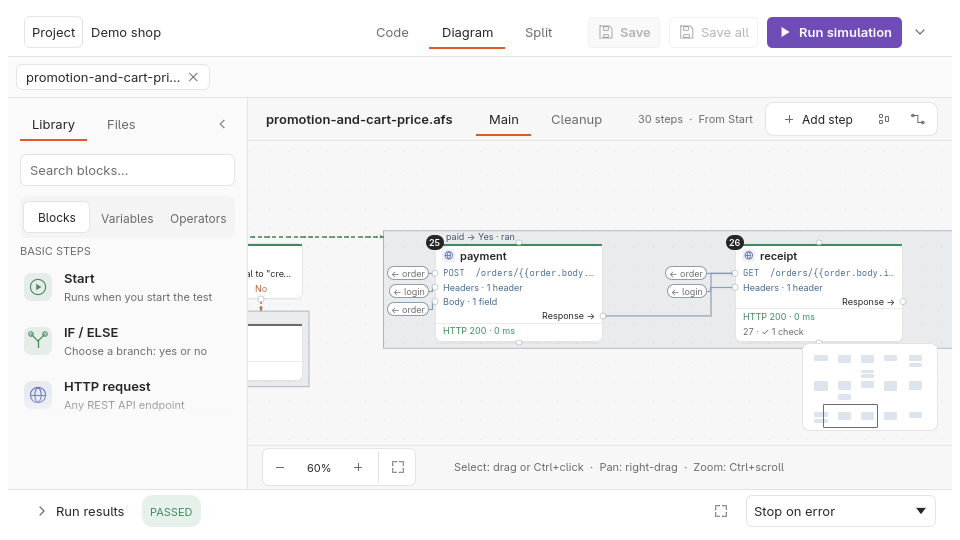 Project
Demo shop
Code
Diagram
Split
Save
Save all
Run simulation
promotion-and-cart-pri...
Library
Files
promotion-and-cart-price.afs
Main
Cleanup
30 steps · From Start
Add step
Search blocks...
Blocks
Variables
Operators
BASIC STEPS
Start
Runs when you start the test
IF / ELSE
Choose a branch: yes or no
HTTP request
Any REST API endpoint
al to "cre...
No
paid → Yes · ran
25
payment
← order
← login
← order
POST /orders/{{order.body...
Headers · 1 header
Body · 1 field
Response →
HTTP 200 · 0 ms
26
receipt
← order
← login
GET /orders/{{order.body.i...
Headers · 1 header
Response →
HTTP 200 · 0 ms
27 · ✓ 1 check
60%
Select: drag or Ctrl+click · Pan: right-drag · Zoom: Ctrl+scroll
Run results
PASSED
Stop on error